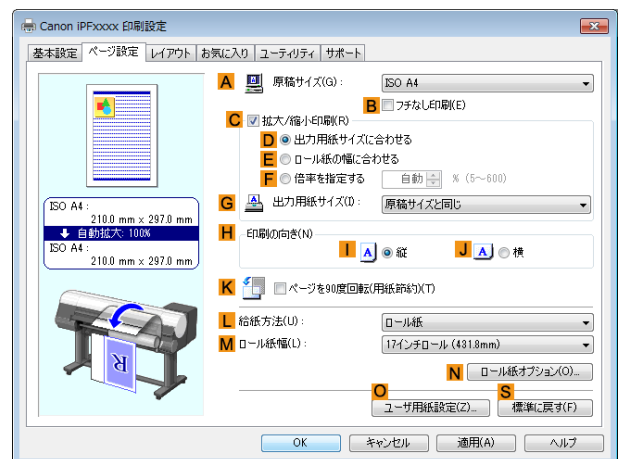 Canon iPFxxxx 印刷設定
基本設定 ページ設定 レイアウト お気に入り ユーティリティ サポート
A 原稿サイズ(G)： ISO A4
B フチなし印刷(E)
C 拡大/縮小印刷(R)
D 出力用紙サイズに合わせる
E ロール紙の幅に合わせる
F 倍率を指定する 自動 % (5～600)
ISO A4：
210.0 mm x 297.0 mm
自動拡大: 100%
ISO A4：
210.0 mm x 297.0 mm
G A 出力用紙サイズ(I)： 原稿サイズと同じ
H 印刷の向き(N)
I A 縦 J A 横
K ページを90度回転(用紙節約)(T)
R
L 給紙方法(U)： ロール紙
M ロール紙幅(L)： 17インチロール (431.8mm)
N ロール紙オプション(O)...
O ユーザ用紙設定(Z)... S 標準に戻す(F)
OK キャンセル 適用(A) ヘルプ